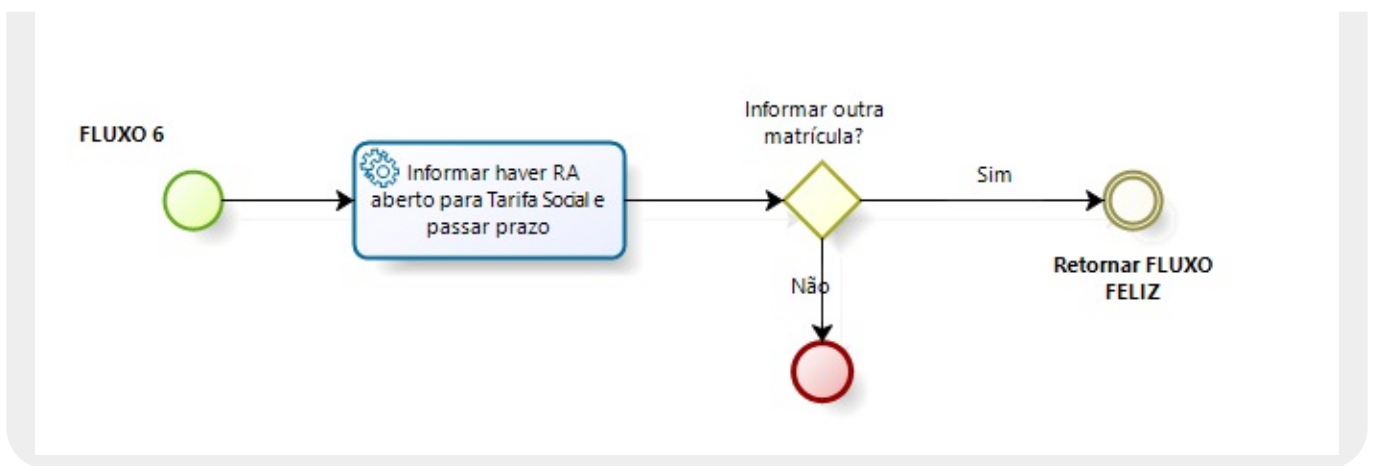 FLUXO 6
Informar haver RA
aberto para Tarifa Social e
passar prazo
Informar outra
matrícula?
Sim
Não
Retornar FLUXO
FELIZ